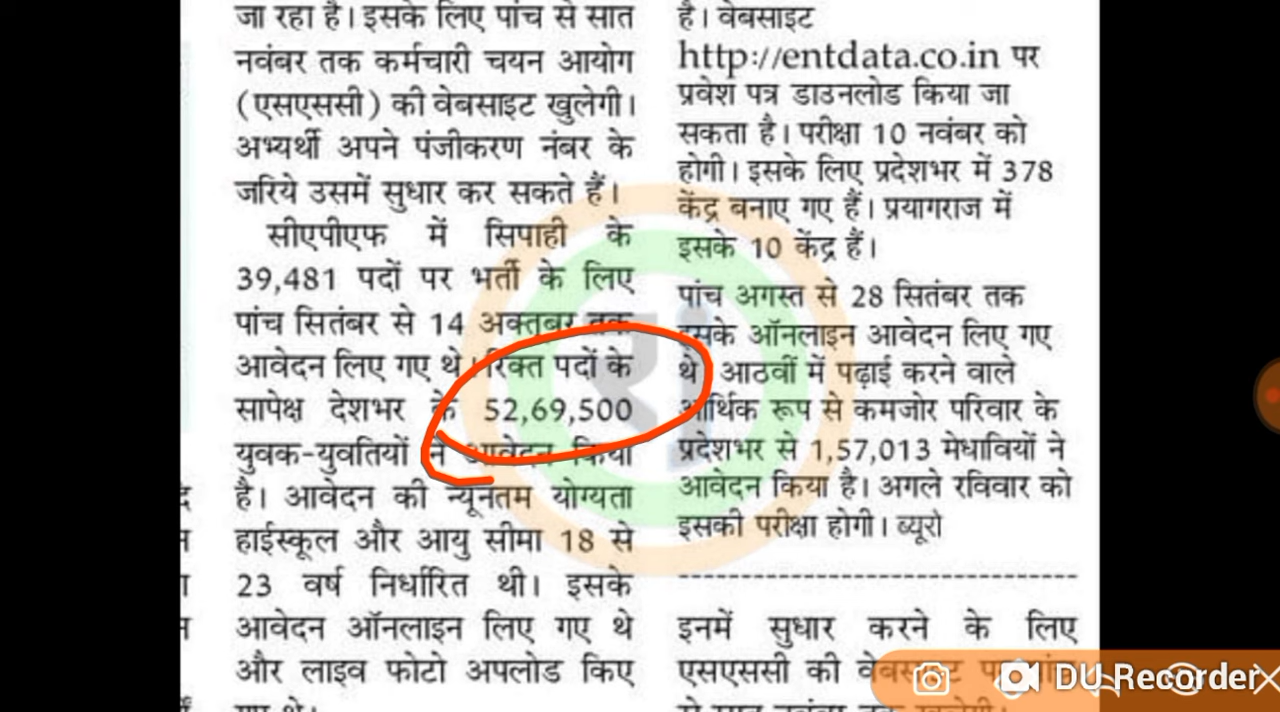 जा रहा है। इसके लिए पांच से सात
नवंबर तक कर्मचारी चयन आयोग
(एसएससी) की वेबसाइट खुलेगी।
अभ्यर्थी अपने पंजीकरण नंबर के
जरिये उसमें सुधार कर सकते हैं।
सीएपीएफ में सिपाही के
39,481 पदों पर भर्ती के लिए
पांच सितंबर से 14 अक्तूबर तक
आवेदन लिए गए थे। रिक्त पदों के
सापेक्ष देशभर के 52,69,500
युवक-युवतियों ने आवेदन किया
है। आवेदन की न्यूनतम योग्यता
हाईस्कूल और आयु सीमा 18 से
23 वर्ष निर्धारित थी। इसके
आवेदन ऑनलाइन लिए गए थे
और लाइव फोटो अपलोड किए
गए थे।
है। वेबसाइट
http://entdata.co.in पर
प्रवेश पत्र डाउनलोड किया जा
सकता है। परीक्षा 10 नवंबर को
होगी। इसके लिए प्रदेशभर में 378
केंद्र बनाए गए हैं। प्रयागराज में
इसके 10 केंद्र हैं।
पांच अगस्त से 28 सितंबर तक
इसके ऑनलाइन आवेदन लिए गए
थे। आठवीं में पढ़ाई करने वाले
आर्थिक रूप से कमजोर परिवार के
प्रदेशभर से 1,57,013 मेधावियों ने
आवेदन किया है। अगले रविवार को
इसकी परीक्षा होगी। ब्यूरो
इनमें सुधार करने के लिए
एसएससी की
से सात नवंबर तक खुलेगी।
DU Recorder